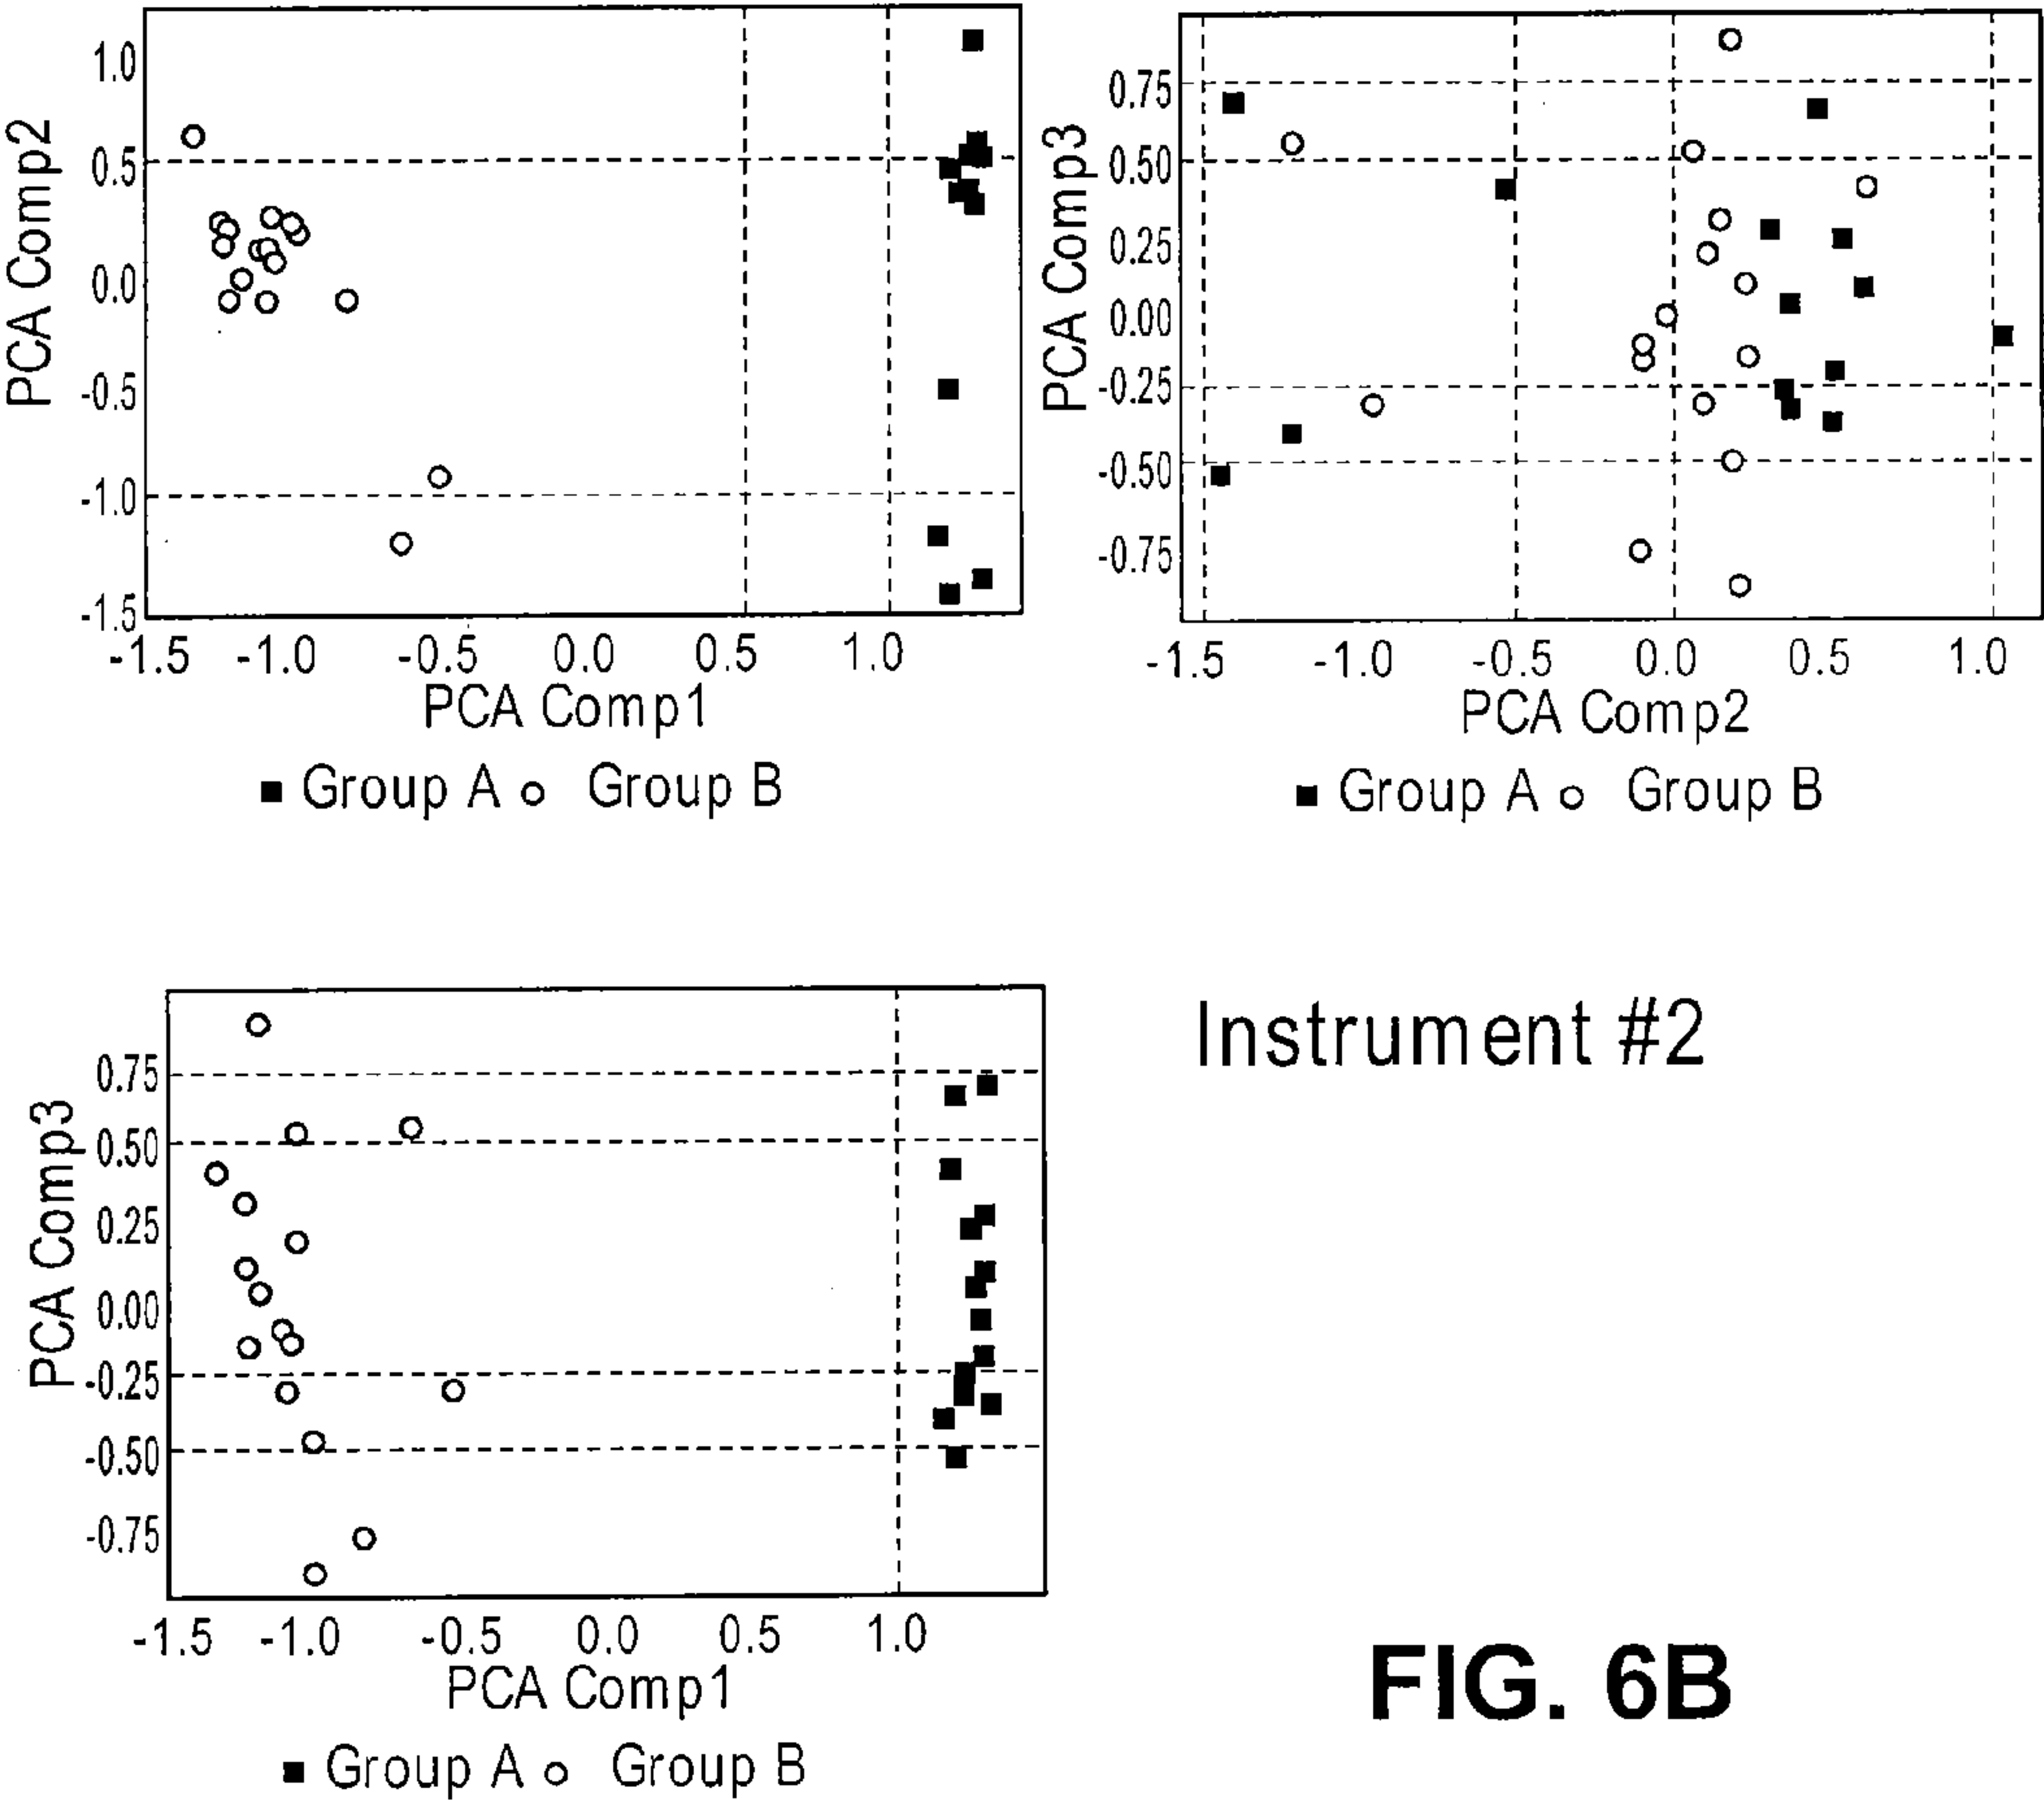 PCA Comp2
1.0
0.5
0.0
-0.5
-1.0
-1.5
-1.5 -1.0 -0.5 0.0 0.5 1.0
PCA Comp1
■ Group A ○ Group B
PCA Comp3
0.75
0.50
0.25
0.00
-0.25
-0.50
-0.75
-1.5 -1.0 -0.5 0.0 0.5 1.0
PCA Comp2
■ Group A ○ Group B
PCA Comp3
0.75
0.50
0.25
0.00
-0.25
-0.50
-0.75
-1.5 -1.0 -0.5 0.0 0.5 1.0
PCA Comp1
■ Group A ○ Group B
Instrument #2
FIG. 6B